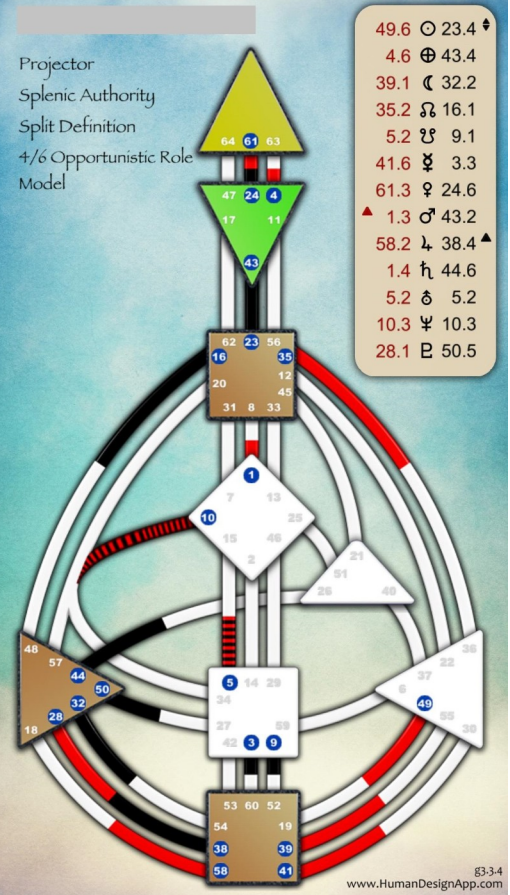 Projector
Splenic Authority
Split Definition
4/6 Opportunistic Role
Model
49.6 ☉ 23.4
4.6 ⊕ 43.4
39.1 ☾ 32.2
35.2 ☊ 16.1
5.2 ☋ 9.1
41.6 ☿ 3.3
61.3 ♀ 24.6
1.3 ♂ 43.2
58.2 ♃ 38.4
1.4 ♄ 44.6
5.2 ⛢ 5.2
10.3 ♆ 10.3
28.1 ♇ 50.5
64 61 63
47 24 4
17 11
43
62 23 56
16 35
20 12
45
31 8 33
1
7 13
10 25
15 46
2
21
51
26 40
48
57
44
50
32
28
18
36
22
37
6
49
55
30
5 14 29
34
27 59
42 3 9
53 60 52
54 19
38 39
58 41
g3-3-4
www.HumanDesignApp.com